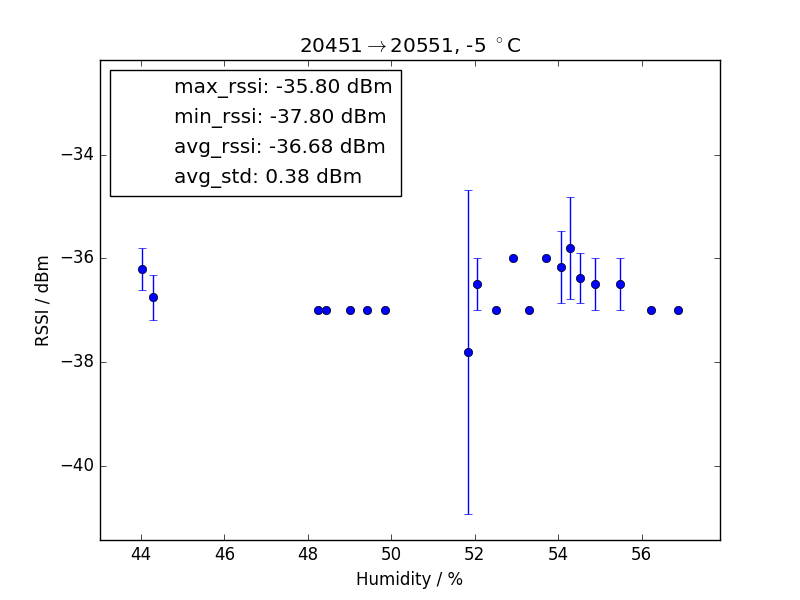 20451→20551, -5 °C
max_rssi: -35.80 dBm
min_rssi: -37.80 dBm
avg_rssi: -36.68 dBm
avg_std: 0.38 dBm
−34
−36
−38
−40
RSSI / dBm
44 46 48 50 52 54 56
Humidity / %